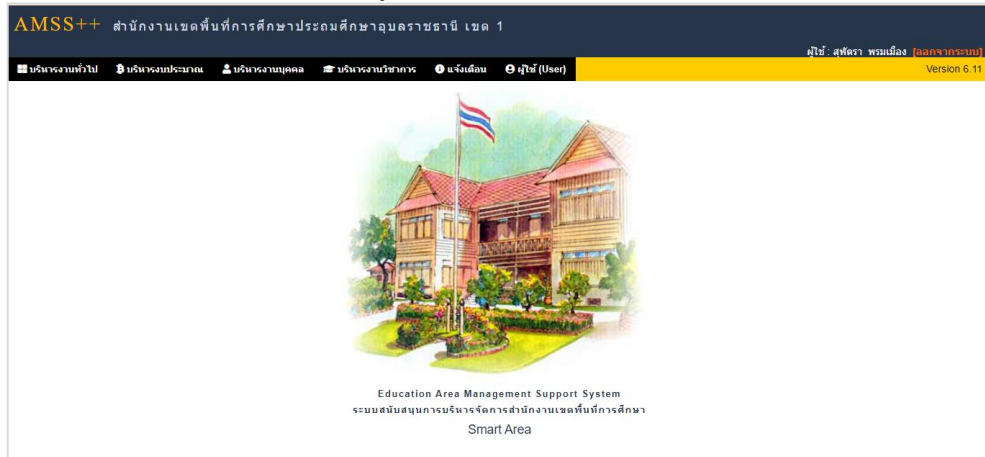 AMSS++ สำนักงานเขตพื้นที่การศึกษาประถมศึกษาอุบลราชธานี เขต 1
ผู้ใช้ : สุพัตรา พรมเมือง [ออกจากระบบ]
บริหารงานทั่วไป บริหารงบประมาณ บริหารงานบุคคล บริหารงานวิชาการ แจ้งเตือน ผู้ใช้ (User) Version 6.11
Education Area Management Support System
ระบบสนับสนุนการบริหารจัดการสำนักงานเขตพื้นที่การศึกษา
Smart Area